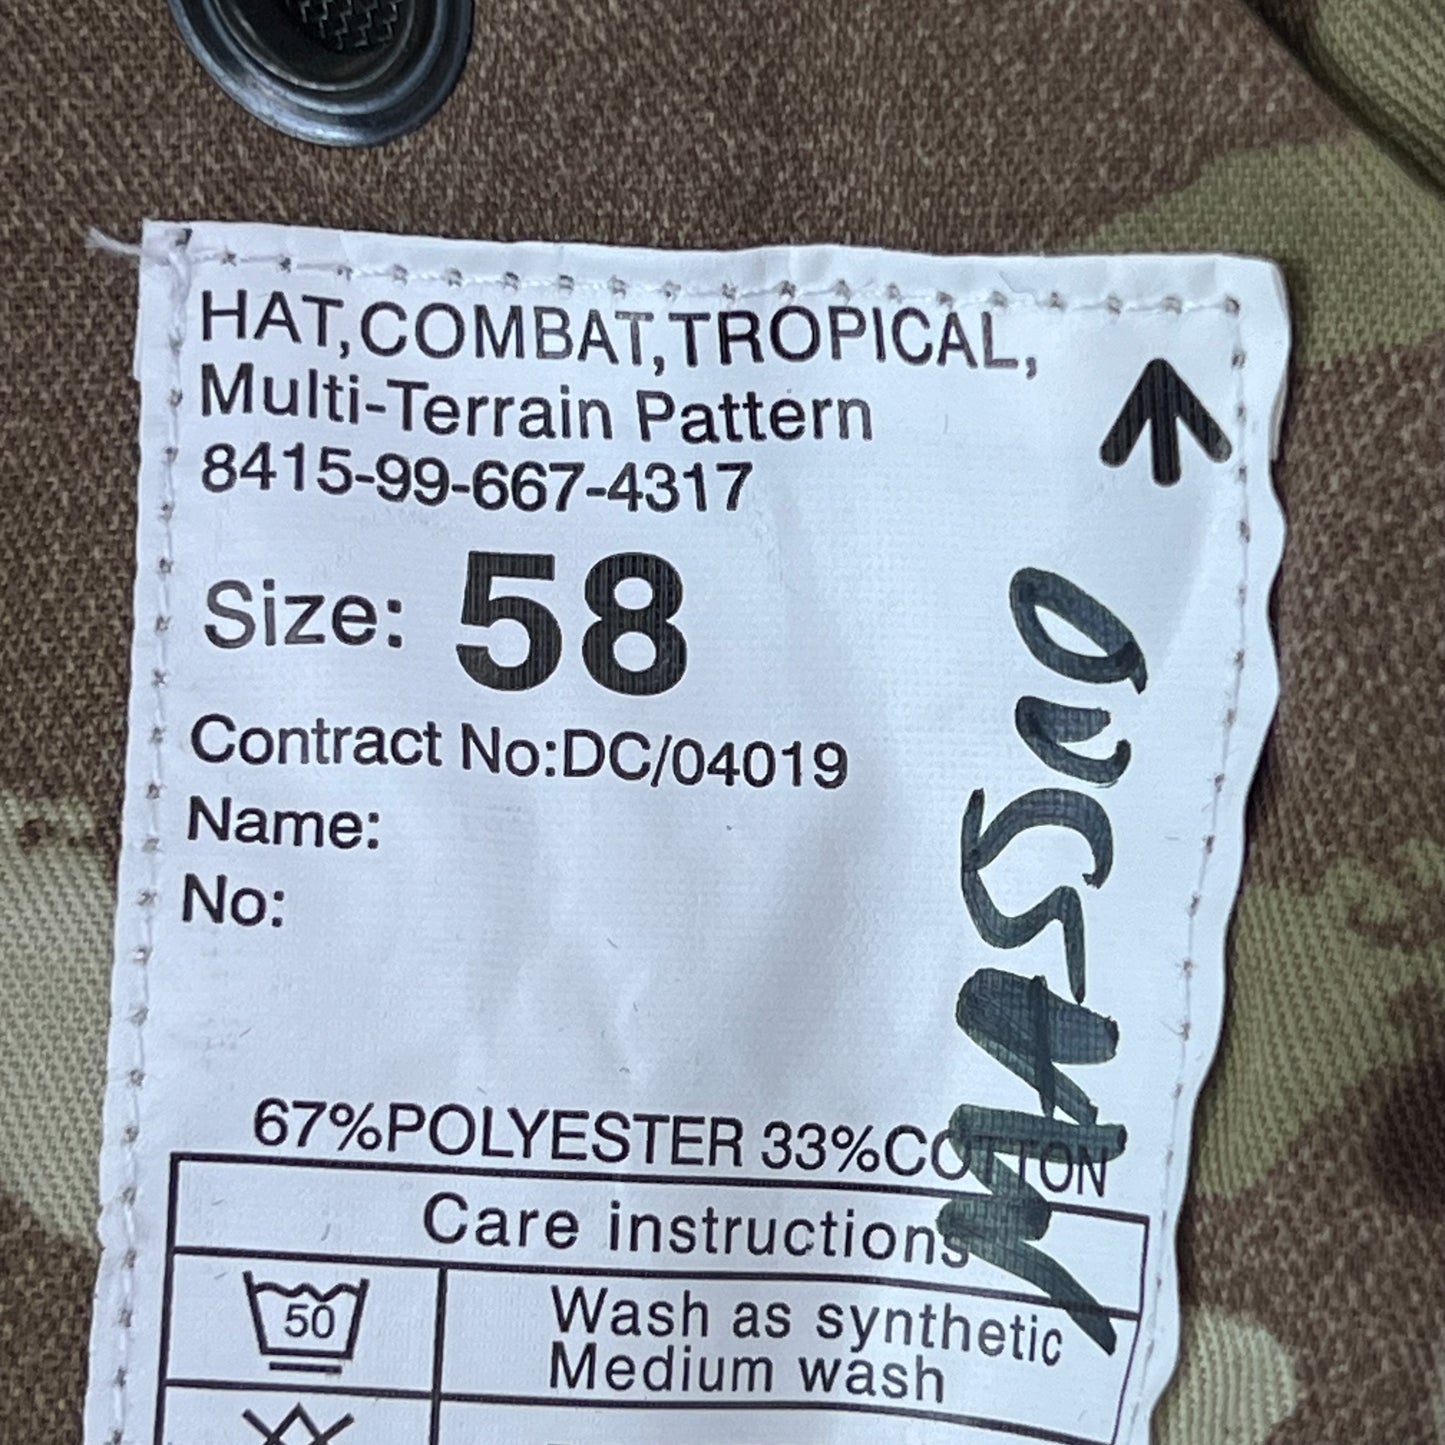 HAT,COMBAT,TROPICAL,
Multi-Terrain Pattern
8415-99-667-4317
Size: 58
Contract No:DC/04019
Name:
No:
67%POLYESTER 33%COTTON
Care instructions
50
Wash as synthetic
Medium wash